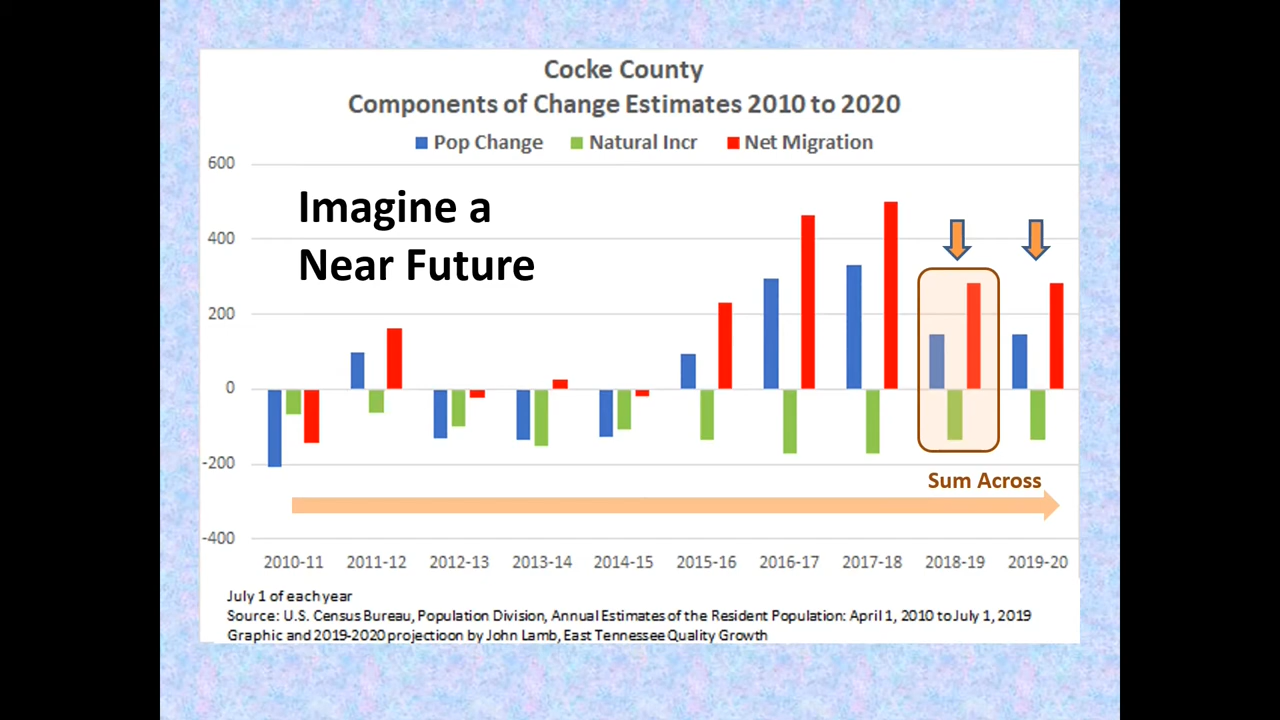 Cocke County
Components of Change Estimates 2010 to 2020
Pop Change Natural Incr Net Migration
600
Imagine a
Near Future
400
200
0
-200
Sum Across
-400
2010-11 2011-12 2012-13 2013-14 2014-15 2015-16 2016-17 2017-18 2018-19 2019-20
July 1 of each year
Source: U.S. Census Bureau, Population Division, Annual Estimates of the Resident Population: April 1, 2010 to July 1, 2019
Graphic and 2019-2020 projectioon by John Lamb, East Tennessee Quality Growth